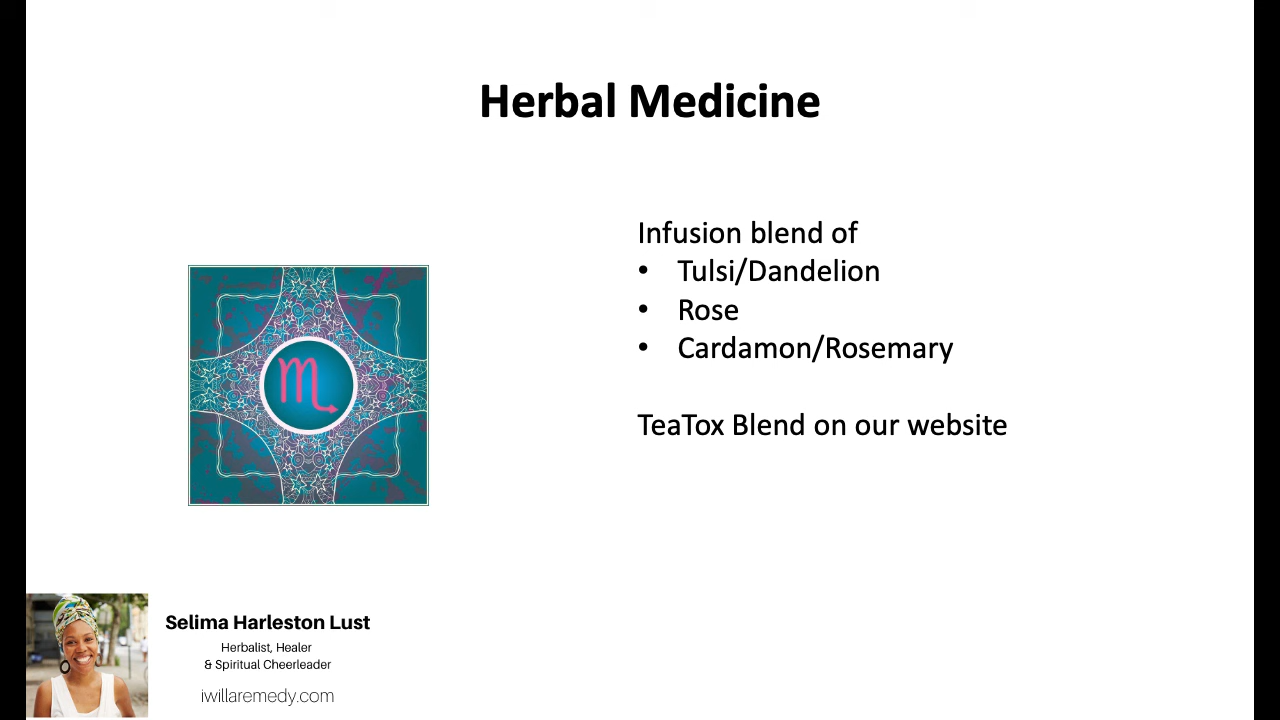 Herbal Medicine
Infusion blend of
• Tulsi/Dandelion
• Rose
• Cardamon/Rosemary
TeaTox Blend on our website
Selima Harleston Lust
Herbalist, Healer
& Spiritual Cheerleader
iwillaremedy.com